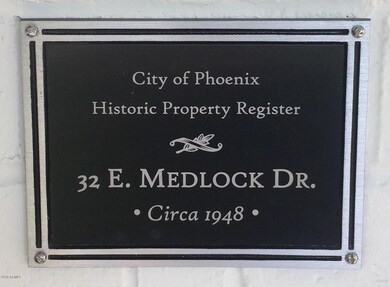 City of Phoenix
Historic Property Register
32 E. MEDLOCK DR.
• Circa 1948 •